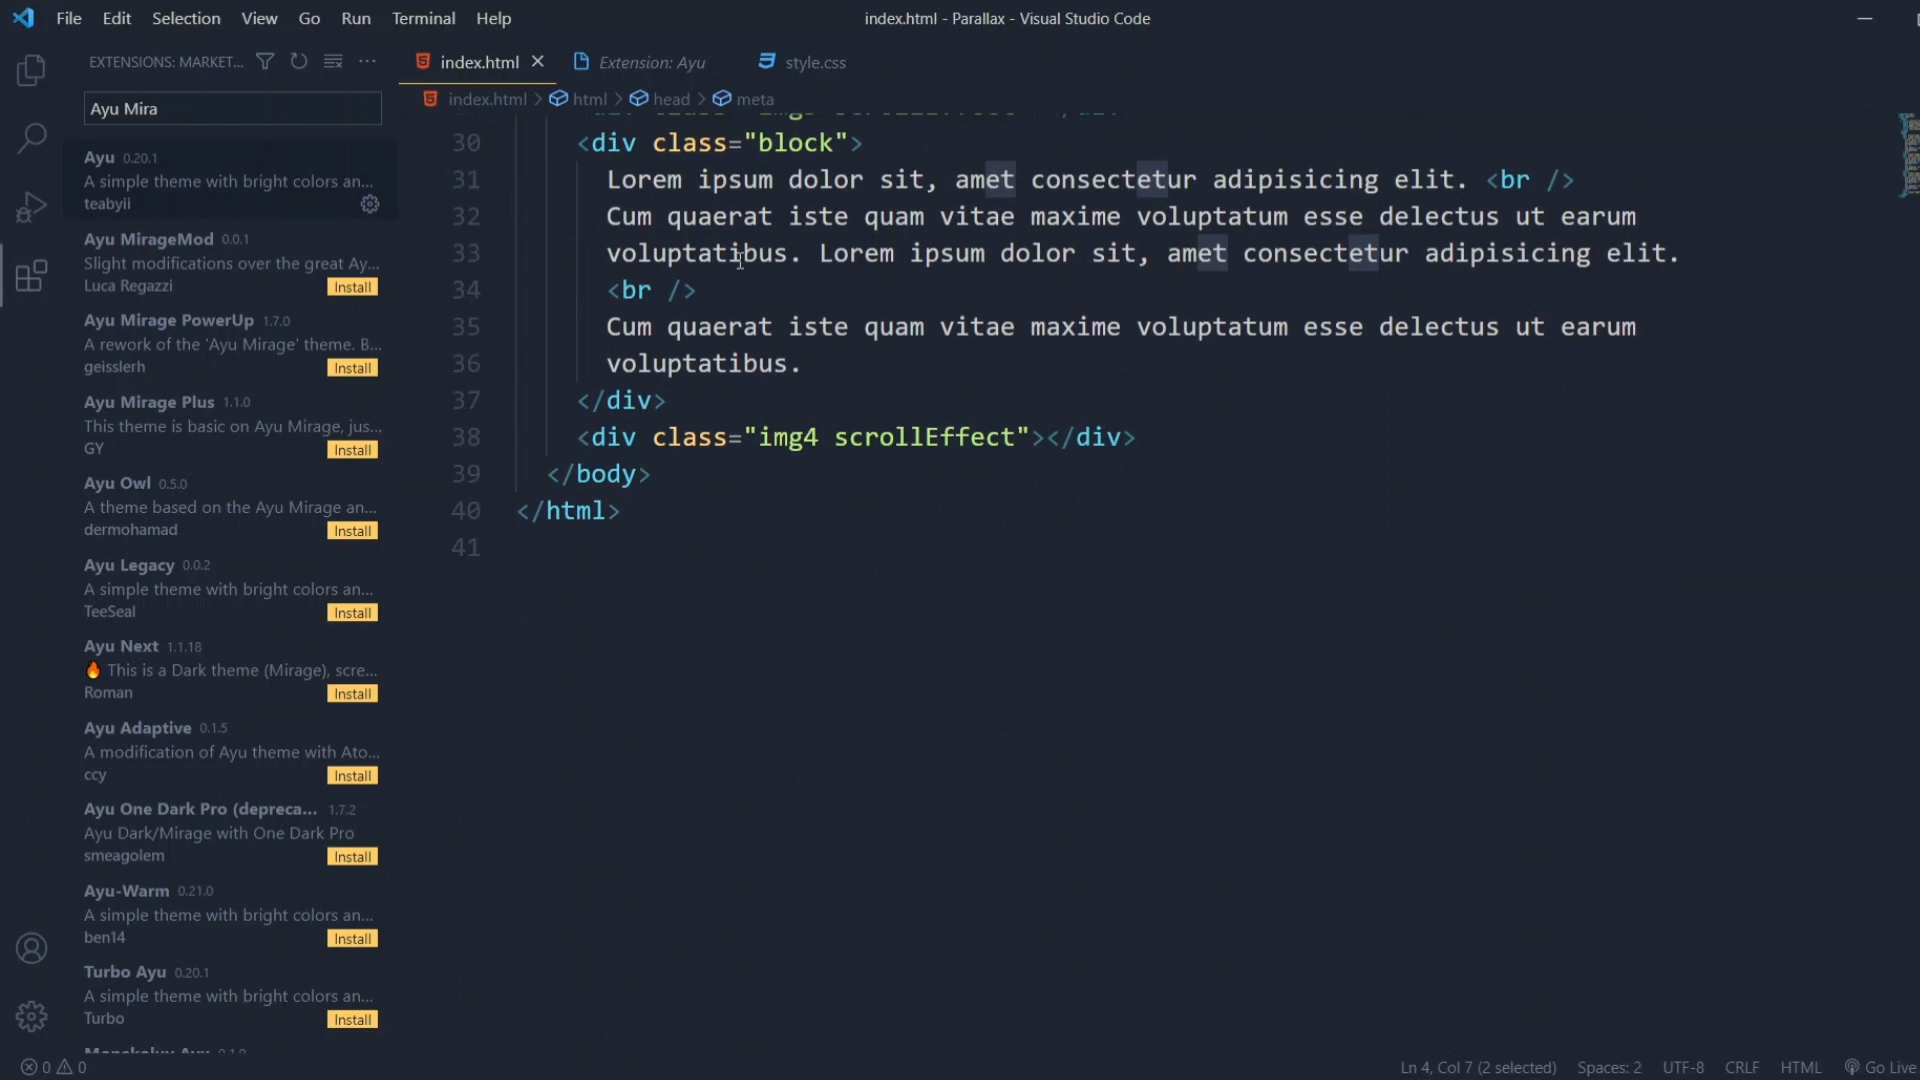 File Edit Selection View Go Run Terminal Help
index.html - Parallax - Visual Studio Code
EXTENSIONS: MARKET...
Ayu Mira
Ayu 0.20.1
A simple theme with bright colors an...
teabyii
Ayu MirageMod 0.0.1
Slight modifications over the great Ay...
Luca Regazzi Install
Ayu Mirage PowerUp 1.7.0
A rework of the 'Ayu Mirage' theme. B...
geisslerh Install
Ayu Mirage Plus 1.1.0
This theme is basic on Ayu Mirage, jus...
GY Install
Ayu Owl 0.5.0
A theme based on the Ayu Mirage an...
dermohamad Install
Ayu Legacy 0.0.2
A simple theme with bright colors an...
TeeSeal Install
Ayu Next 1.1.18
🔥 This is a Dark theme (Mirage), scre...
Roman Install
Ayu Adaptive 0.1.5
A modification of Ayu theme with Ato...
ccy Install
Ayu One Dark Pro (depreca... 1.7.2
Ayu Dark/Mirage with One Dark Pro
smeagolem Install
Ayu-Warm 0.21.0
A simple theme with bright colors an...
ben14 Install
Turbo Ayu 0.20.1
A simple theme with bright colors an...
Turbo Install
index.html Extension: Ayu style.css
index.html > html > head > meta
30 <div class="block">
31 Lorem ipsum dolor sit, amet consectetur adipisicing elit. <br />
32 Cum quaerat iste quam vitae maxime voluptatum esse delectus ut earum
33 voluptatibus. Lorem ipsum dolor sit, amet consectetur adipisicing elit.
34 <br />
35 Cum quaerat iste quam vitae maxime voluptatum esse delectus ut earum
36 voluptatibus.
37 </div>
38 <div class="img4 scrollEffect"></div>
39 </body>
40 </html>
41
0 0
Ln 4, Col 7 (2 selected) Spaces: 2 UTF-8 CRLF HTML Go Live